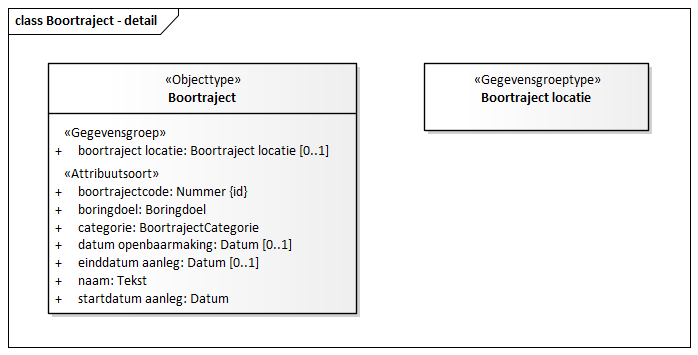 class Boortraject - detail
«Objecttype»
Boortraject
«Gegevensgroep»
+ boortraject locatie: Boortraject locatie [0..1]
«Attribuutsoort»
+ boortrajectcode: Nummer {id}
+ boringdoel: Boringdoel
+ categorie: BoortrajectCategorie
+ datum openbaarmaking: Datum [0..1]
+ einddatum aanleg: Datum [0..1]
+ naam: Tekst
+ startdatum aanleg: Datum
«Gegevensgroeptype»
Boortraject locatie